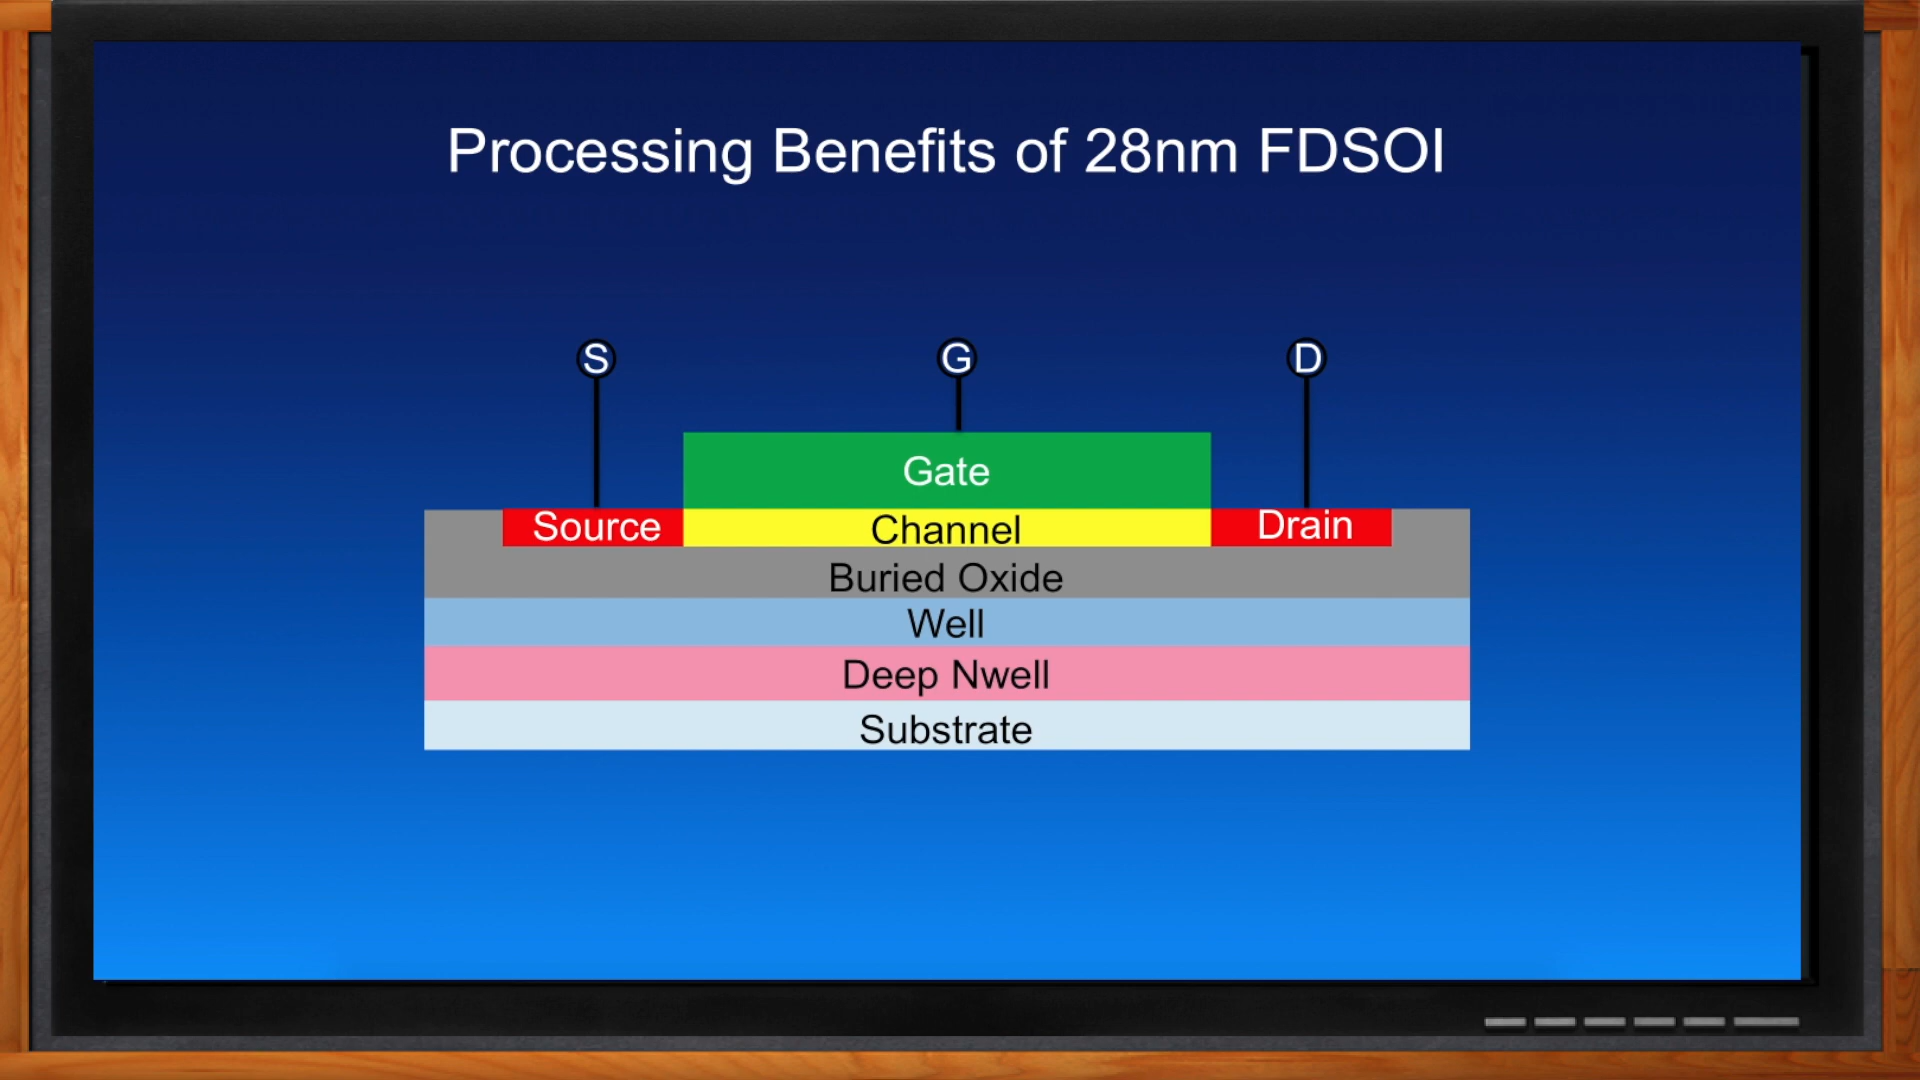 Processing Benefits of 28nm FDSOI
S G D
Gate
Source Channel Drain
Buried Oxide
Well
Deep Nwell
Substrate